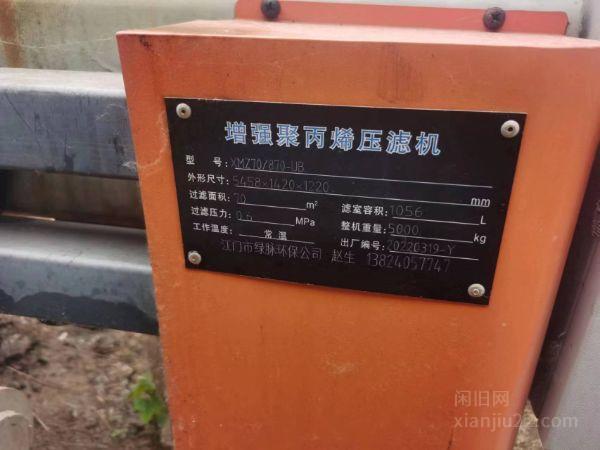 增强聚丙烯压滤机
型 号: XMZ70/870-UB
外形尺寸: 5458×1420×1220 mm
过滤面积: 70 m² 滤室容积: 1056 L
过滤压力: 0.6 MPa 整机重量: 5000 kg
工作温度: 常温 出厂编号: 20220319-Y
江门市绿脉环保公司 赵生 13824057747
闲旧网